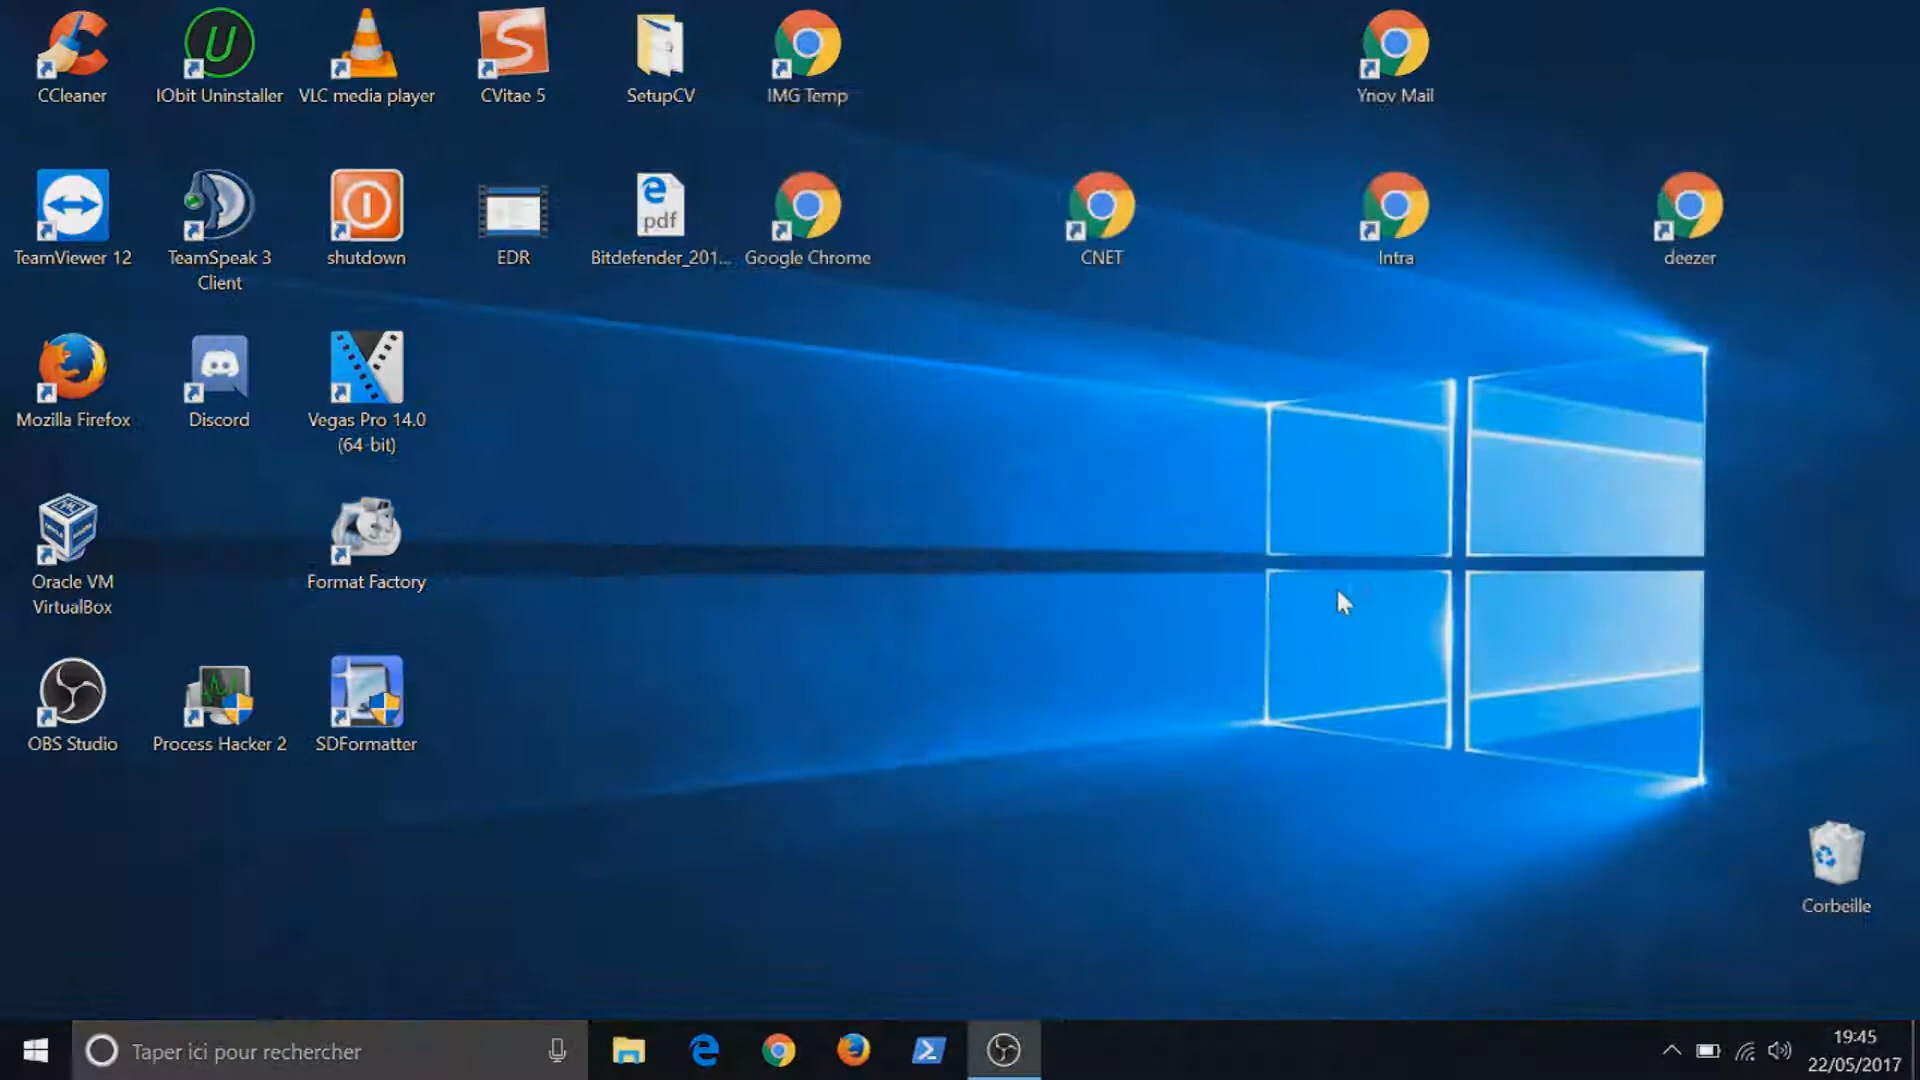 CCleaner
IObit Uninstaller
VLC media player
CVitae 5
SetupCV
IMG Temp
Ynov Mail
TeamViewer 12
TeamSpeak 3
Client
shutdown
EDR
pdf
Bitdefender_201...
Google Chrome
CNET
Intra
deezer
Mozilla Firefox
Discord
Vegas Pro 14.0
(64-bit)
Oracle VM
VirtualBox
Format Factory
OBS Studio
Process Hacker 2
SDFormatter
Corbeille
Taper ici pour rechercher
19:45
22/05/2017